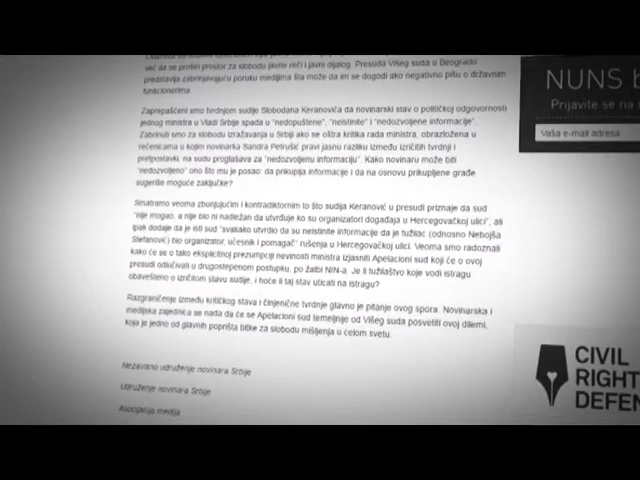 već da se proširi prostor za slobodu javne reči i javni dijalog. Presuda Višeg suda u Beogradu
predstavlja zabrinjavajuću poruku medijima šta može da im se dogodi ako negativno pišu o državnim
funkcionerima.
Zaprepašćeni smo tvrdnjom sudije Slobodana Keranovića da novinarski stav o političkoj odgovornosti
jednog ministra u Vladi Srbije spada u "nedopuštene", "neistinite" i "nedozvoljene informacije".
Zabrinuti smo za slobodu izražavanja u Srbiji ako se oštra kritika rada ministra, obrazložena u
rečenicama u kojim novinarka Sandra Petrušić pravi jasnu razliku između izričitih tvrdnji i
pretpostavki, na sudu proglašava za "nedozvoljenu informaciju". Kako novinaru može biti
"nedozvoljeno" ono što mu je posao: da prikuplja informacije i da na osnovu prikupljene građe
sugeriše moguće zaključke?
Smatramo veoma zbunjujućim i kontradiktornim to što sudija Keranović u presudi priznaje da sud
"nije mogao, a nije bio ni nadležan da utvrđuje ko su organizatori događaja u Hercegovačkoj ulici", ali
ipak dodaje da je isti sud "svakako utvrdio da su neistinite informacije da je tužilac (odnosno Nebojša
Stefanović) bio organizator, učesnik i pomagač" rušenja u Hercegovačkoj ulici. Veoma smo radoznali
kako će se o tako eksplicitnoj prezumpciji nevinosti ministra izjasniti Apelacioni sud koji će o ovoj
presudi odlučivati u drugostepenom postupku, po žalbi NIN-a. Je li tužilaštvo koje vodi istragu
obavešteno o izričitom stavu sudije, i hoće li taj stav uticati na istragu?
Razgraničenje između kritičkog stava i činjenične tvrdnje glavno je pitanje ovog spora. Novinarska i
medijska zajednica se nada da će se Apelacioni sud temeljnije od Višeg suda posvetiti ovoj dilemi,
koja je jedno od glavnih poprišta bitke za slobodu mišljenja u celom svetu.
Nezavisno udruženje novinara Srbije
Udruženje novinara Srbije
Asocijacija medija
NUNS
Prijavite se na
Vaša e-mail adresa
CIVIL
RIGHT
DEFEN